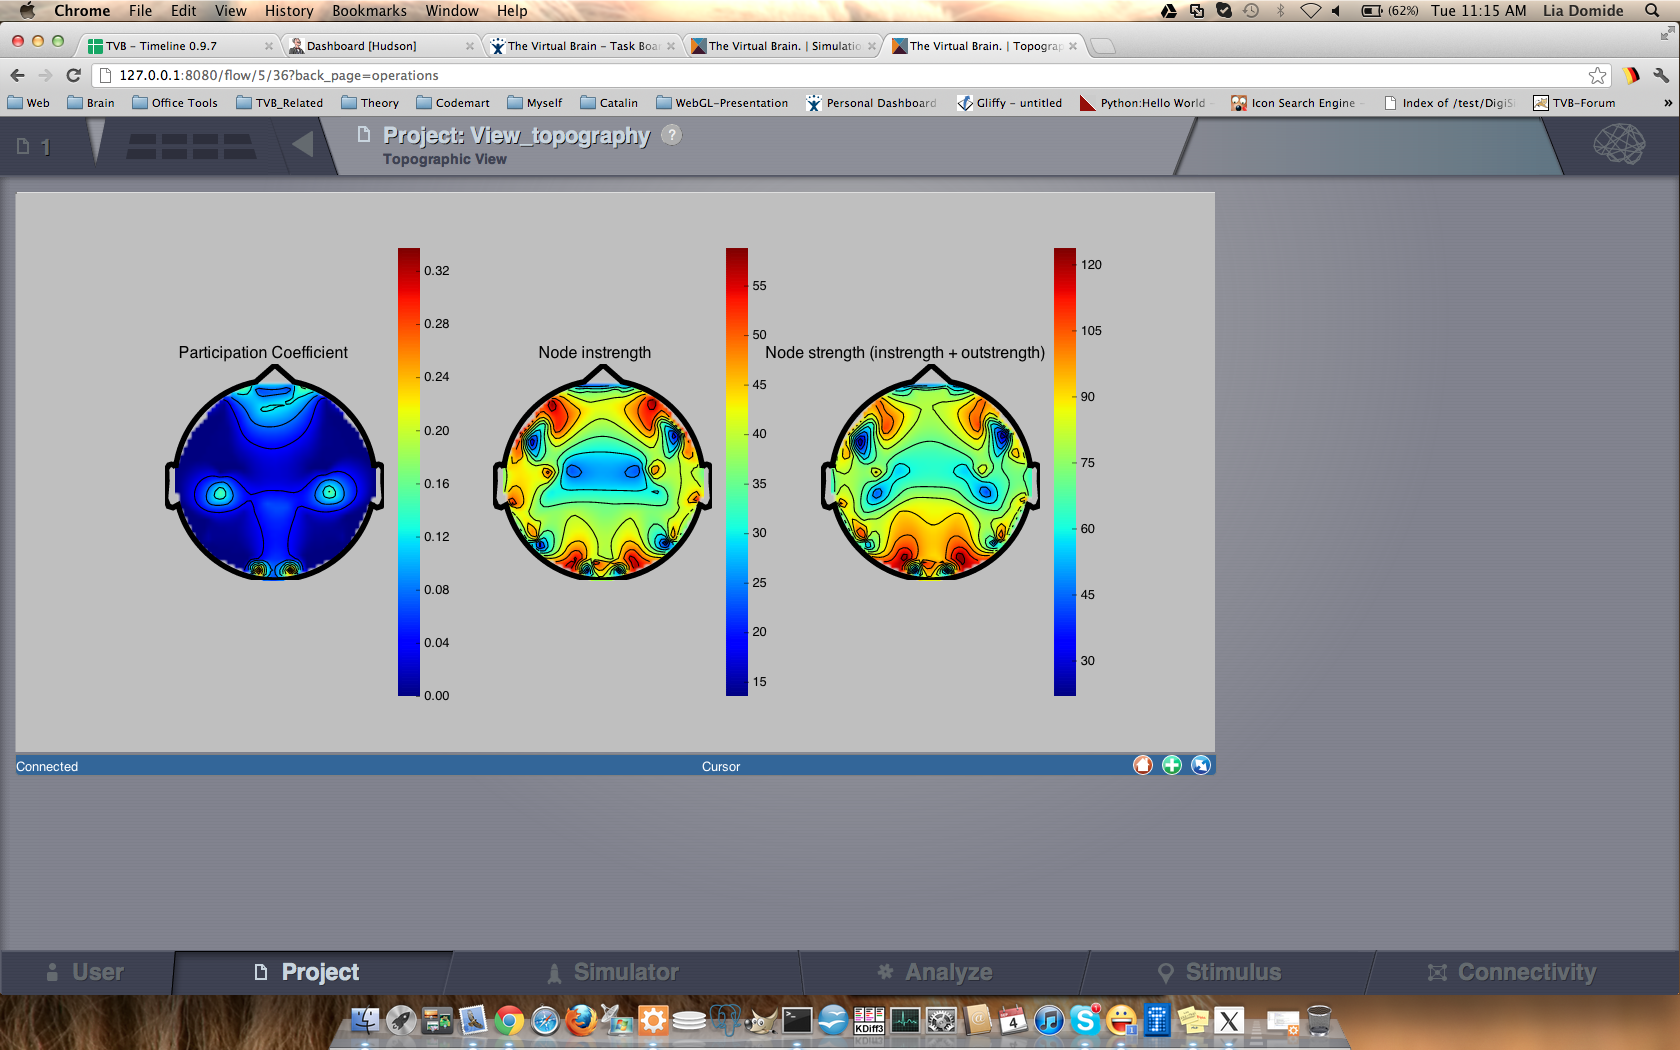 Chrome File Edit View History Bookmarks Window Help (62%) Tue 11:15 AM Lia Domide
TVB - Timeline 0.9.7 Dashboard [Hudson] The Virtual Brain - Task Boa The Virtual Brain. | Simulatio The Virtual Brain. | Topograp
127.0.0.1:8080/flow/5/36?back_page=operations
Web Brain Office Tools TVB_Related Theory Codemart Myself Catalin WebGL-Presentation Personal Dashboard Gliffy - untitled Python:Hello World Icon Search Engine - Index of /test/DigiS TVB-Forum »
1 Project: View_topography ?
Topographic View
Participation Coefficient
0.32
0.28
0.24
0.20
0.16
0.12
0.08
0.04
0.00
Node instrength
55
50
45
40
35
30
25
20
15
Node strength (instrength + outstrength)
120
105
90
75
60
45
30
Connected Cursor
User Project Simulator Analyze Stimulus Connectivity
KDiff3
4
1
1